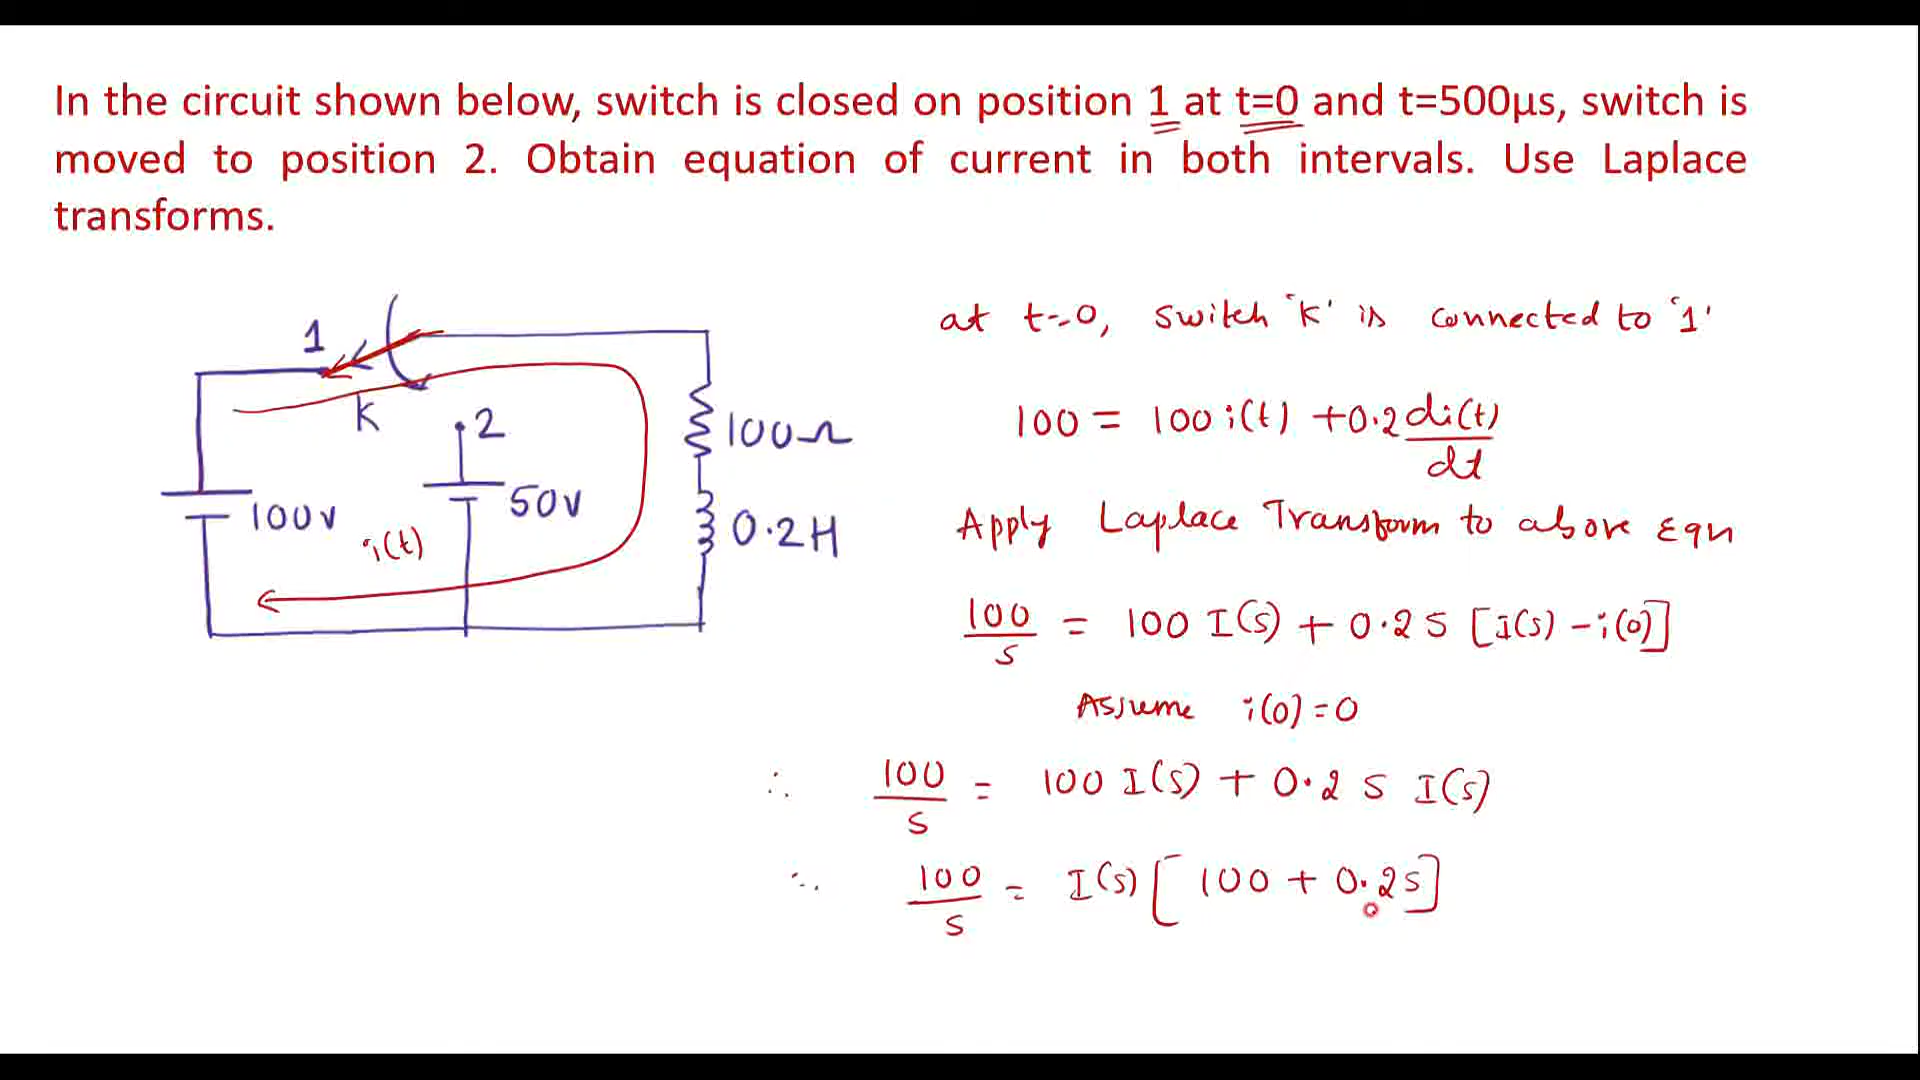 In the circuit shown below, switch is closed on position 1 at t=0 and t=500µs, switch is
moved to position 2. Obtain equation of current in both intervals. Use Laplace
transforms.
1
K
2
100v
50v
i(t)
100Ω
0.2H
at t=0, switch 'K' is connected to '1'
100 = 100 i(t) + 0.2 di(t)/dt
Apply Laplace Transform to above Eqn
100/s = 100 I(s) + 0.2 S [I(s) - i(0)]
Assume i(0) = 0
∴ 100/s = 100 I(s) + 0.2 S I(s)
∴ 100/s = I(s) [100 + 0.2s]